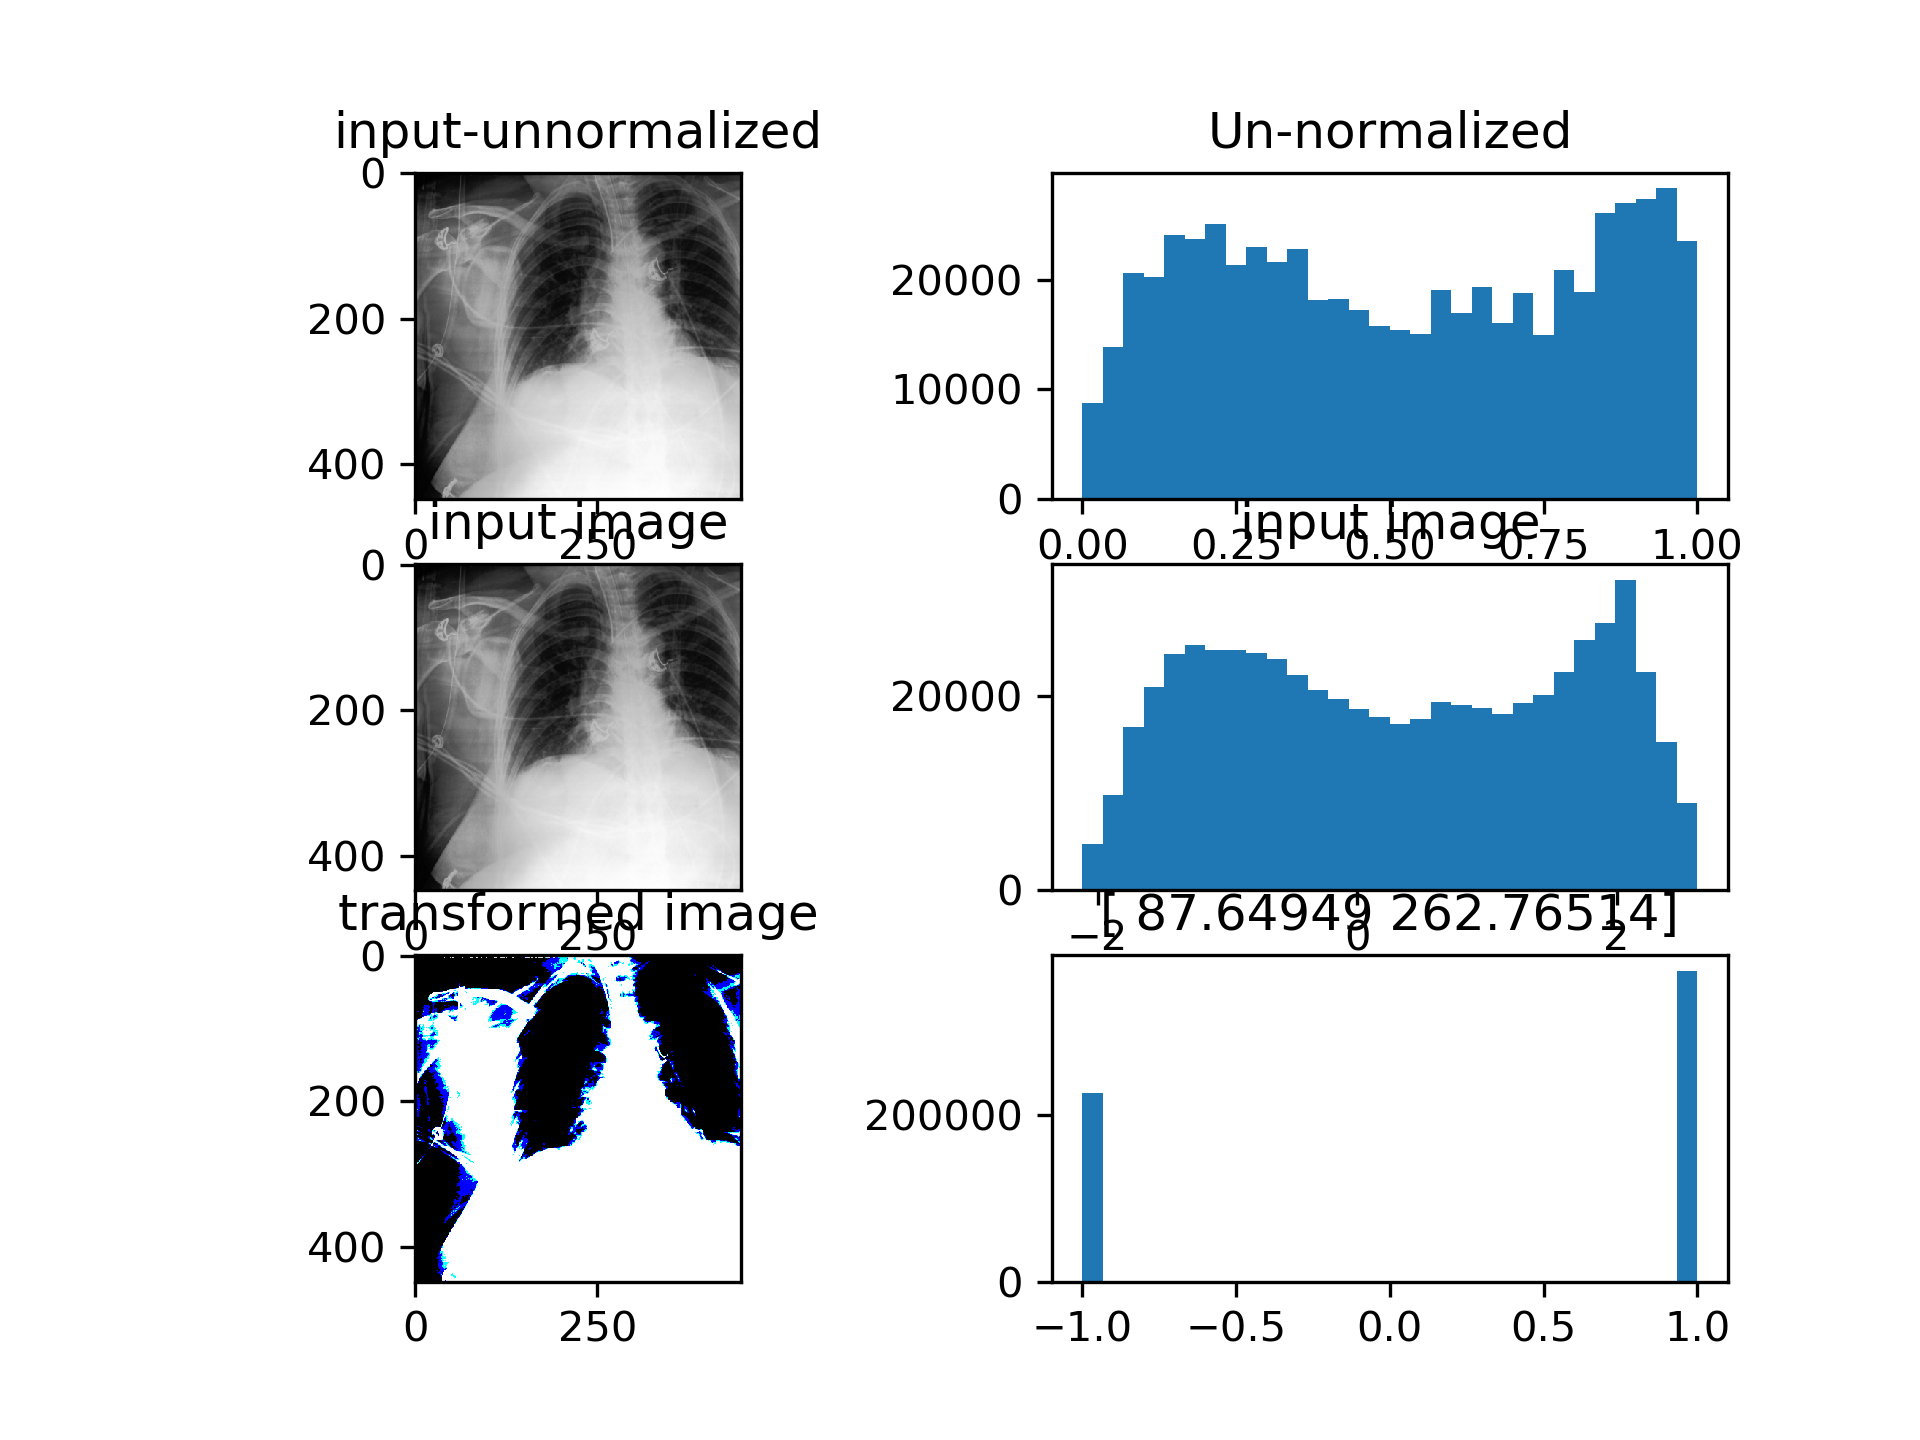 input-unnormalized
0
200
400
0 250
Un-normalized
20000
10000
0
0.00 0.25 0.50 0.75 1.00
input image
0
200
400
0 250
input image
20000
0
−2 0 2
transformed image
0
200
400
0 250
[ 87.64949 262.76514]
200000
0
−1.0 −0.5 0.0 0.5 1.0